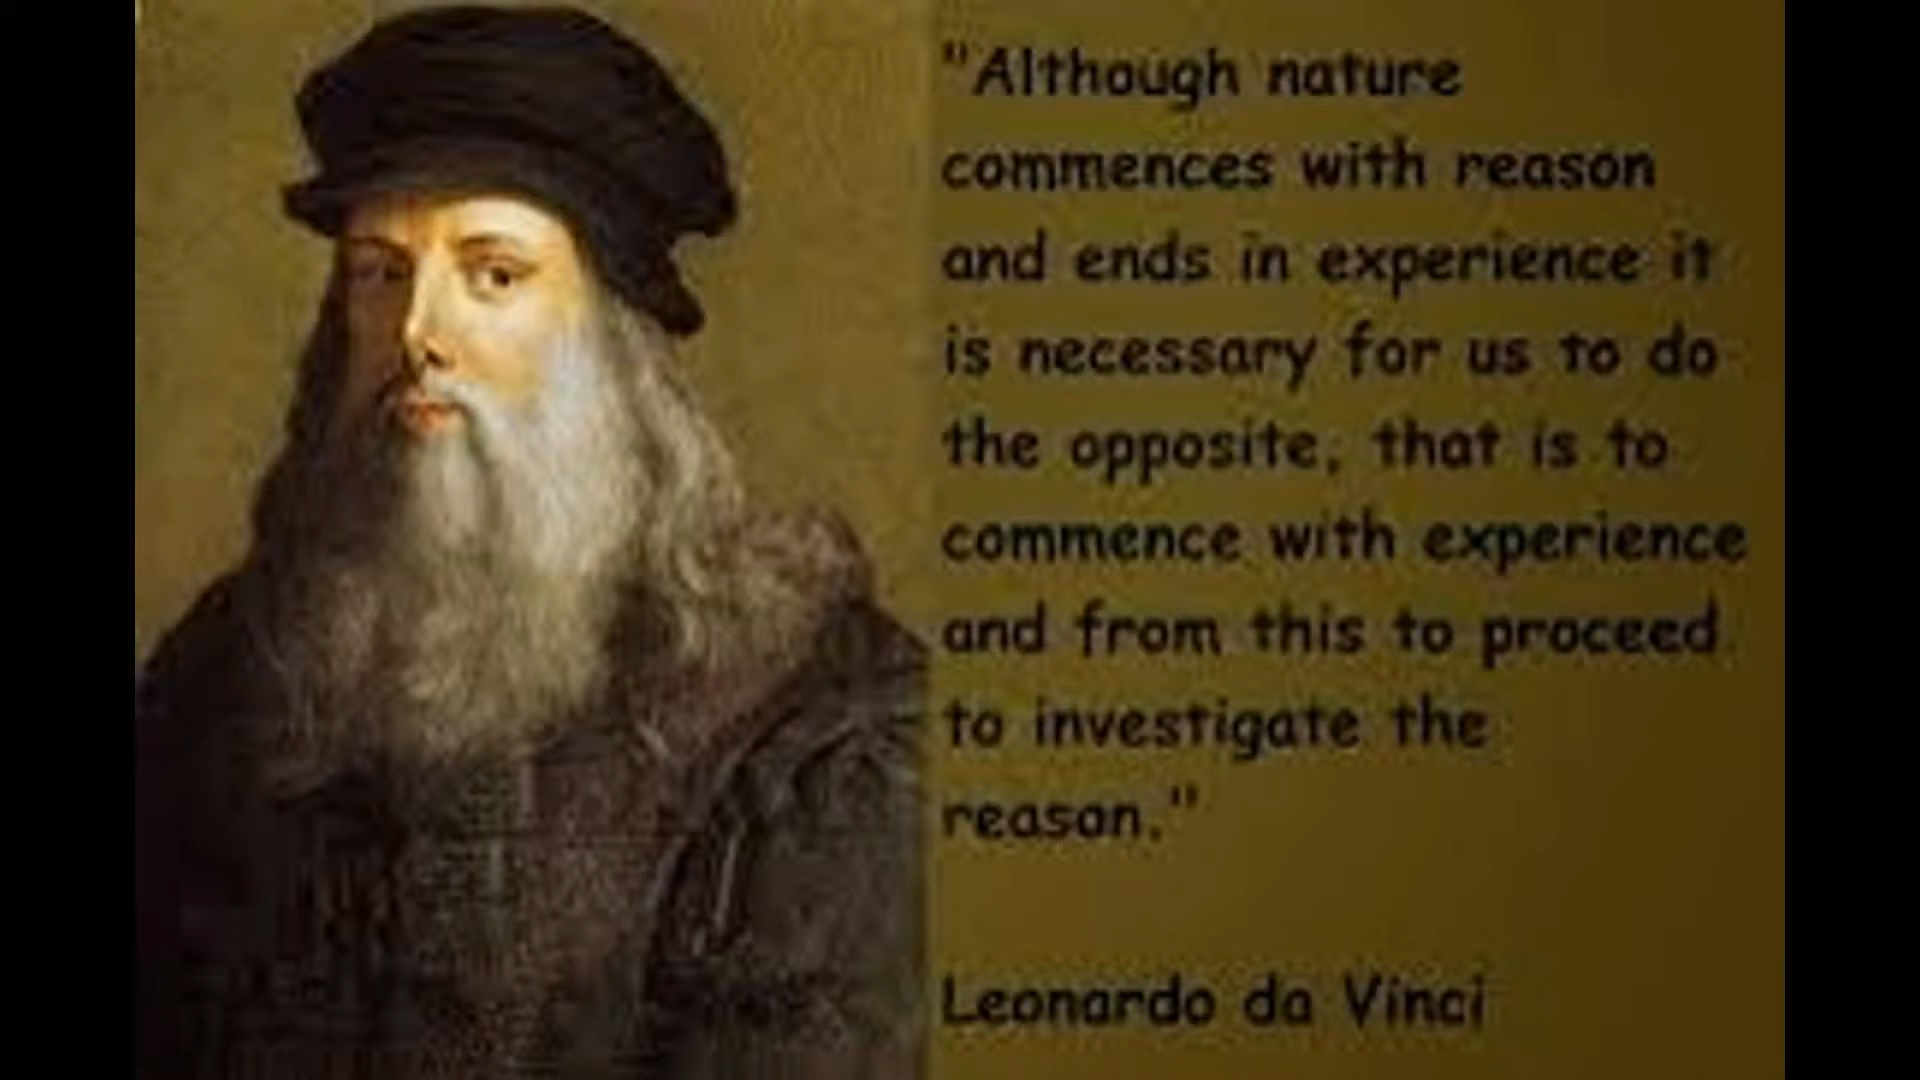 "Although nature
commences with reason
and ends in experience it
is necessary for us to do
the opposite, that is to
commence with experience
and from this to proceed
to investigate the
reason."
Leonardo da Vinci